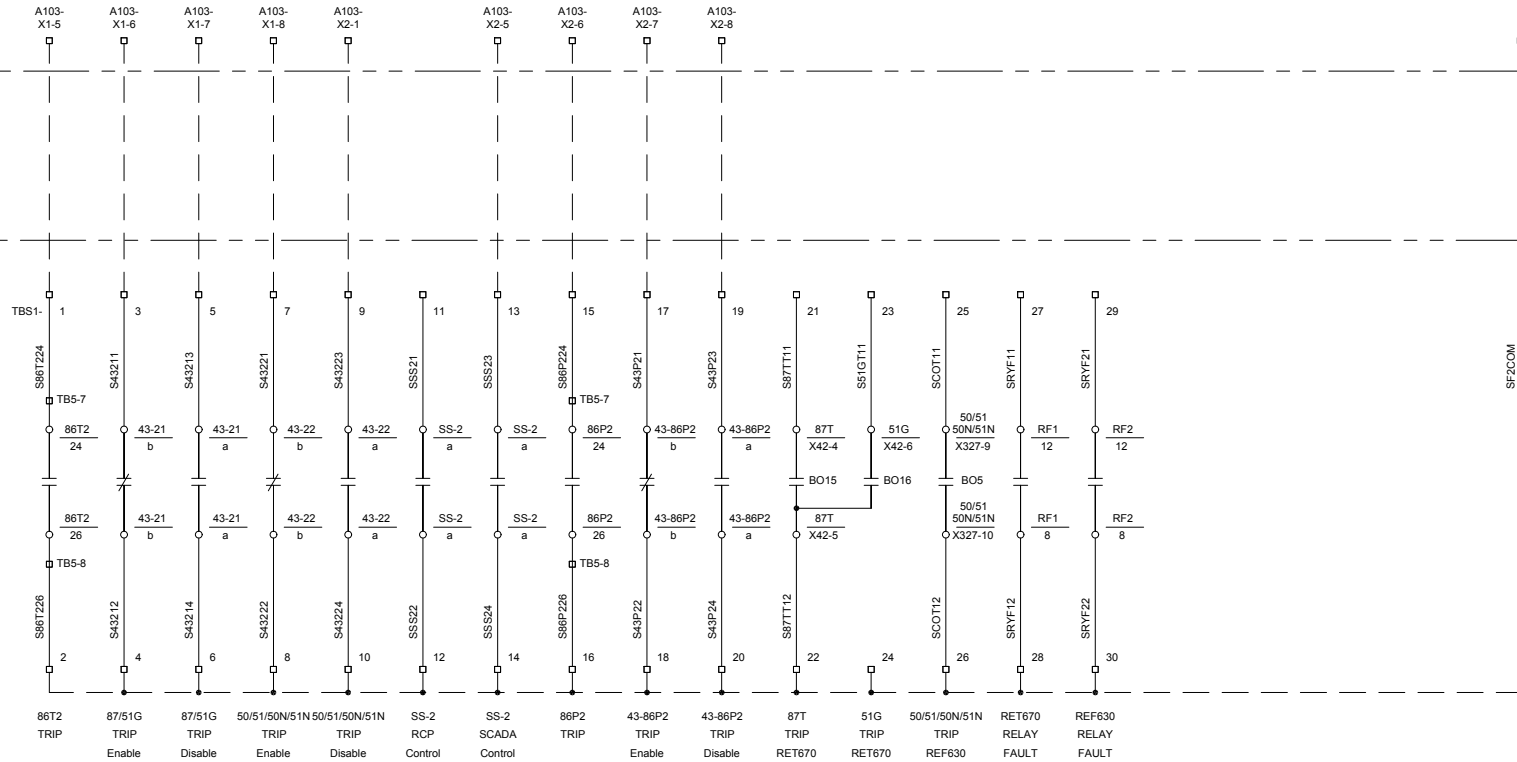 A103- A103- A103- A103- A103- A103- A103- A103- A103-
X1-5 X1-6 X1-7 X1-8 X2-1 X2-5 X2-6 X2-7 X2-8
TBS1- 1 3 5 7 9 11 13 15 17 19 21 23 25 27 29
S86T224 S43211 S43213 S43221 S43223 SSS21 SSS23 S86P224 S43P21 S43P23 S87TT11 S51GT11 SCOT11 SRYF11 SRYF21 SF2COM
TB5-7 TB5-7
50/51
86T2 43-21 43-21 43-22 43-22 SS-2 SS-2 86P2 43-86P2 43-86P2 87T 51G 50N/51N RF1 RF2
24 b a b a a a 24 b a X42-4 X42-6 X327-9 12 12
BO15 BO16 BO5
50/51
86T2 43-21 43-21 43-22 43-22 SS-2 SS-2 86P2 43-86P2 43-86P2 87T 50N/51N RF1 RF2
26 b a b a a a 26 b a X42-5 X327-10 8 8
TB5-8 TB5-8
S86T226 S43212 S43214 S43222 S43224 SSS22 SSS24 S86P226 S43P22 S43P24 S87TT12 SCOT12 SRYF12 SRYF22
2 4 6 8 10 12 14 16 18 20 22 24 26 28 30
86T2 87/51G 87/51G 50/51/50N/51N 50/51/50N/51N SS-2 SS-2 86P2 43-86P2 43-86P2 87T 51G 50/51/50N/51N RET670 REF630
TRIP TRIP TRIP TRIP TRIP RCP SCADA TRIP TRIP TRIP TRIP TRIP TRIP RELAY RELAY
Enable Disable Enable Disable Control Control Enable Disable RET670 RET670 REF630 FAULT FAULT